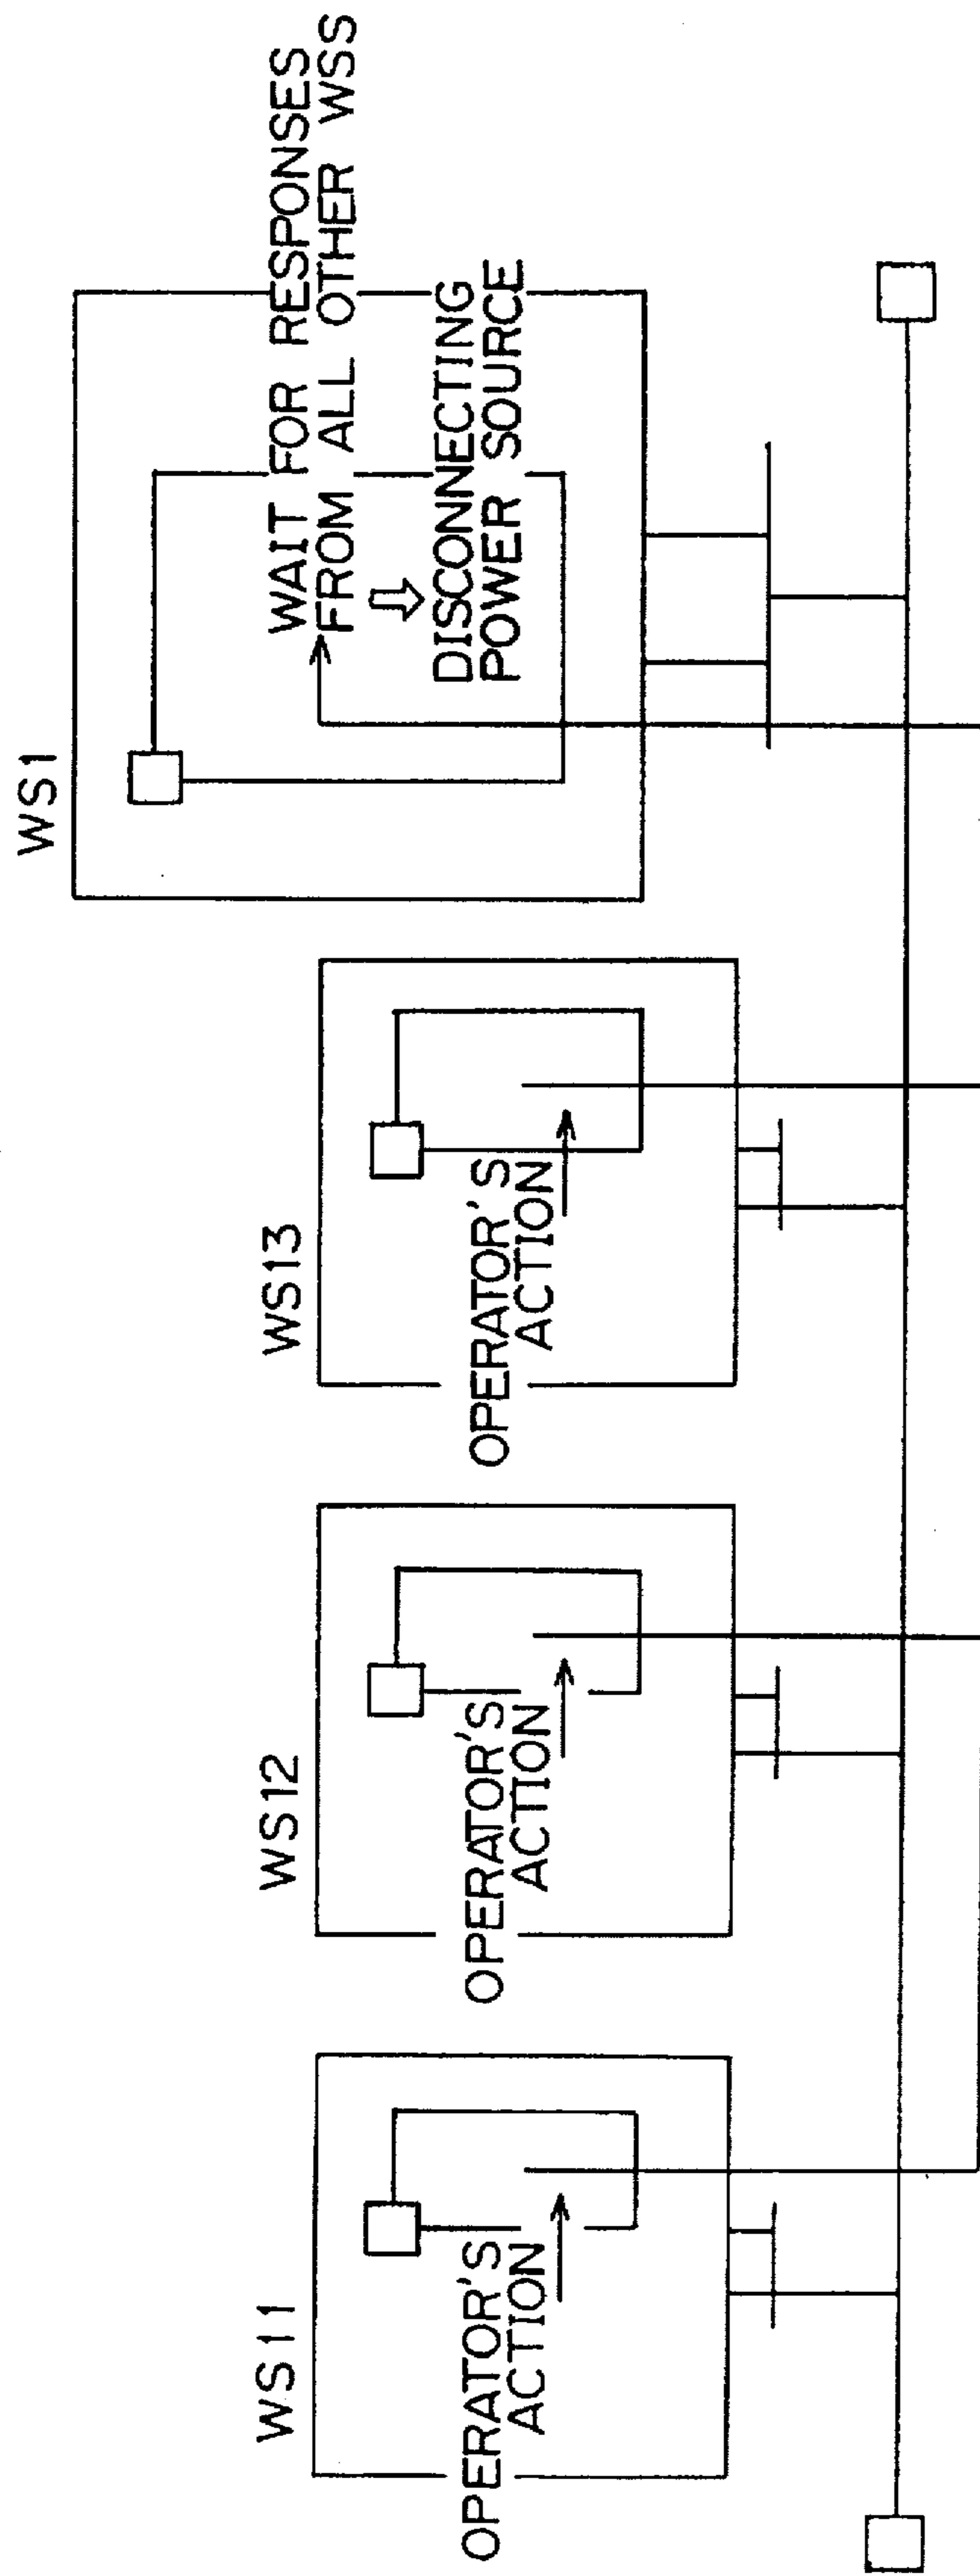 WS11
OPERATOR'S
ACTION
WS12
OPERATOR'S
ACTION
WS13
OPERATOR'S
ACTION
WS1
WAIT FOR RESPONSES
FROM ALL OTHER WSS
DISCONNECTING
POWER SOURCE